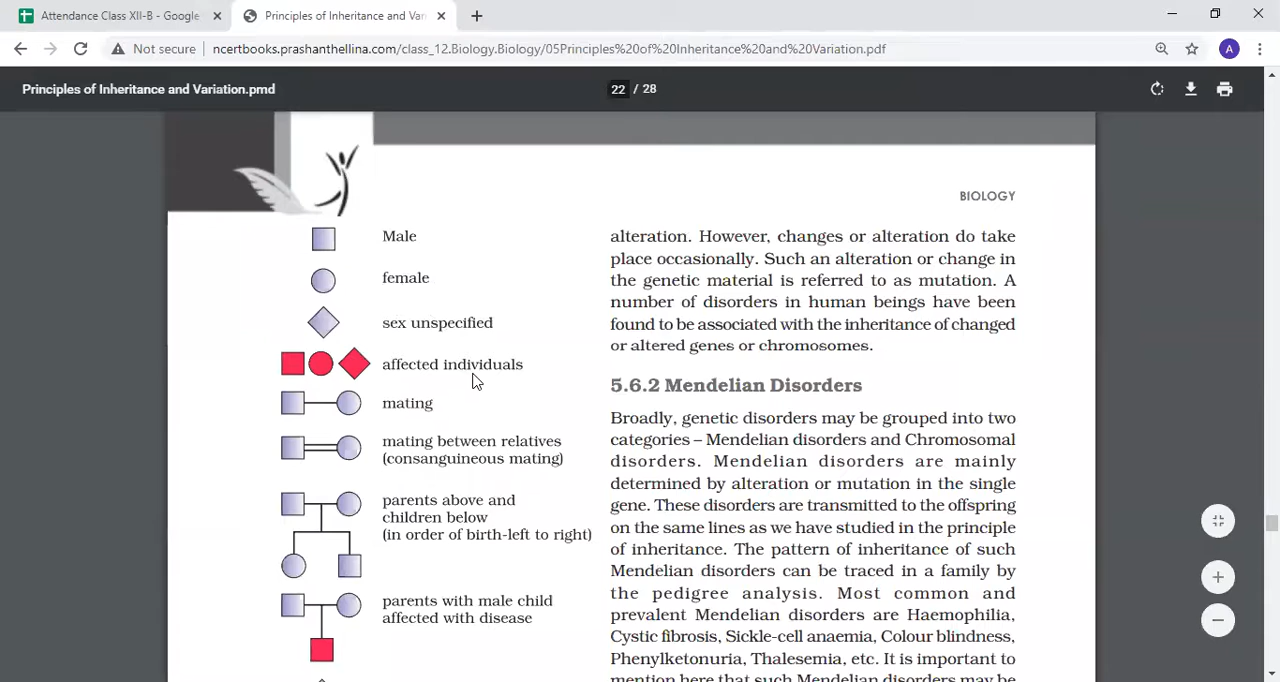 Attendance Class XII-B - Google
Principles of Inheritance and Var
Not secure
ncertbooks.prashanthellina.com/class_12.Biology.Biology/05Principles%20of%20Inheritance%20and%20Variation.pdf
A
Principles of Inheritance and Variation.pmd
22 / 28
BIOLOGY
Male
female
sex unspecified
affected individuals
mating
mating between relatives
(consanguineous mating)
parents above and
children below
(in order of birth-left to right)
parents with male child
affected with disease
alteration. However, changes or alteration do take
place occasionally. Such an alteration or change in
the genetic material is referred to as mutation. A
number of disorders in human beings have been
found to be associated with the inheritance of changed
or altered genes or chromosomes.
5.6.2 Mendelian Disorders
Broadly, genetic disorders may be grouped into two
categories – Mendelian disorders and Chromosomal
disorders. Mendelian disorders are mainly
determined by alteration or mutation in the single
gene. These disorders are transmitted to the offspring
on the same lines as we have studied in the principle
of inheritance. The pattern of inheritance of such
Mendelian disorders can be traced in a family by
the pedigree analysis. Most common and
prevalent Mendelian disorders are Haemophilia,
Cystic fibrosis, Sickle-cell anaemia, Colour blindness,
Phenylketonuria, Thalesemia, etc. It is important to
mention here that such Mendelian disorders may be